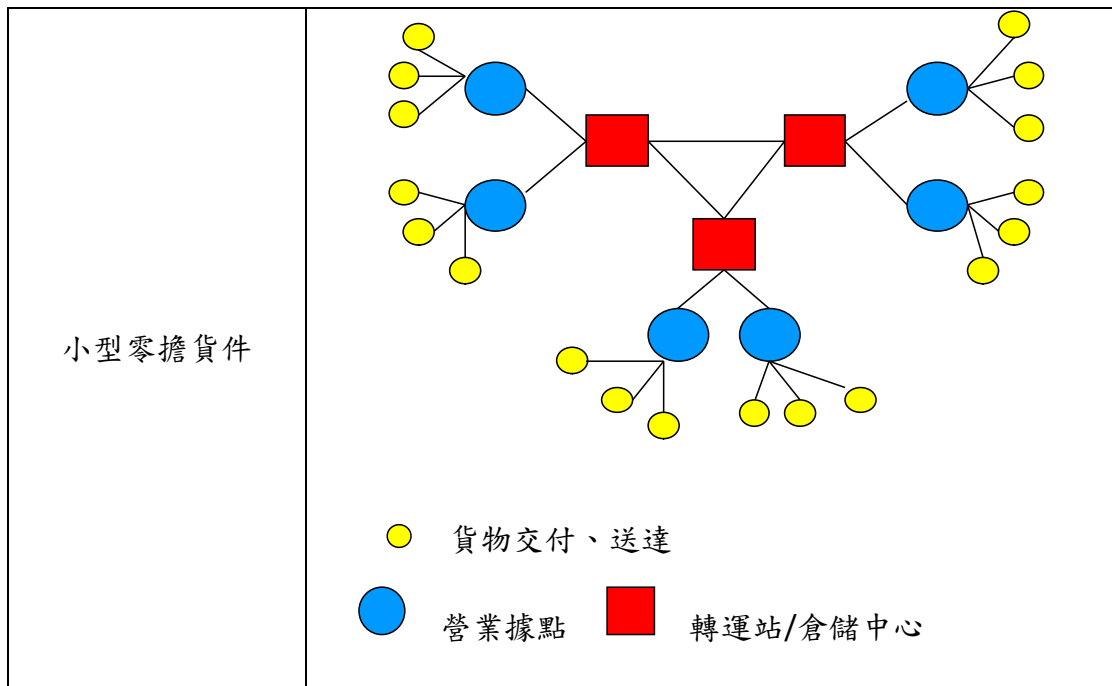 小型零擔貨件
貨物交付、送達
營業據點
轉運站/倉儲中心